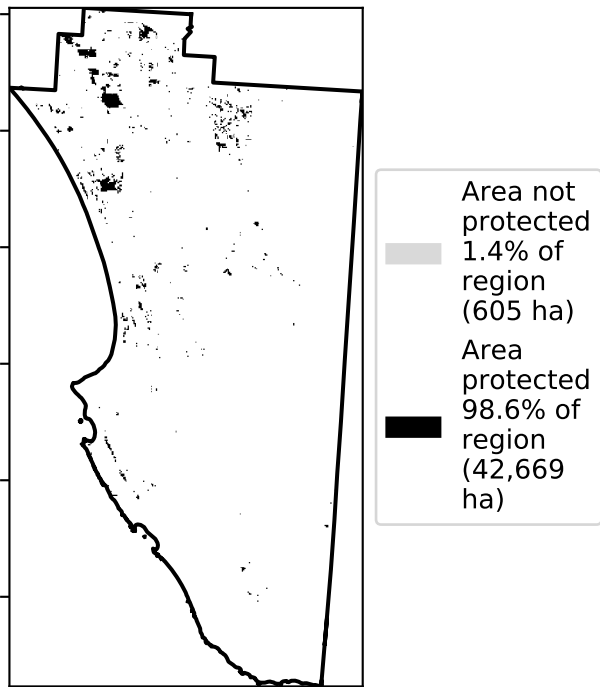 Area not
protected
1.4% of
region
(605 ha)
Area
protected
98.6% of
region
(42,669
ha)